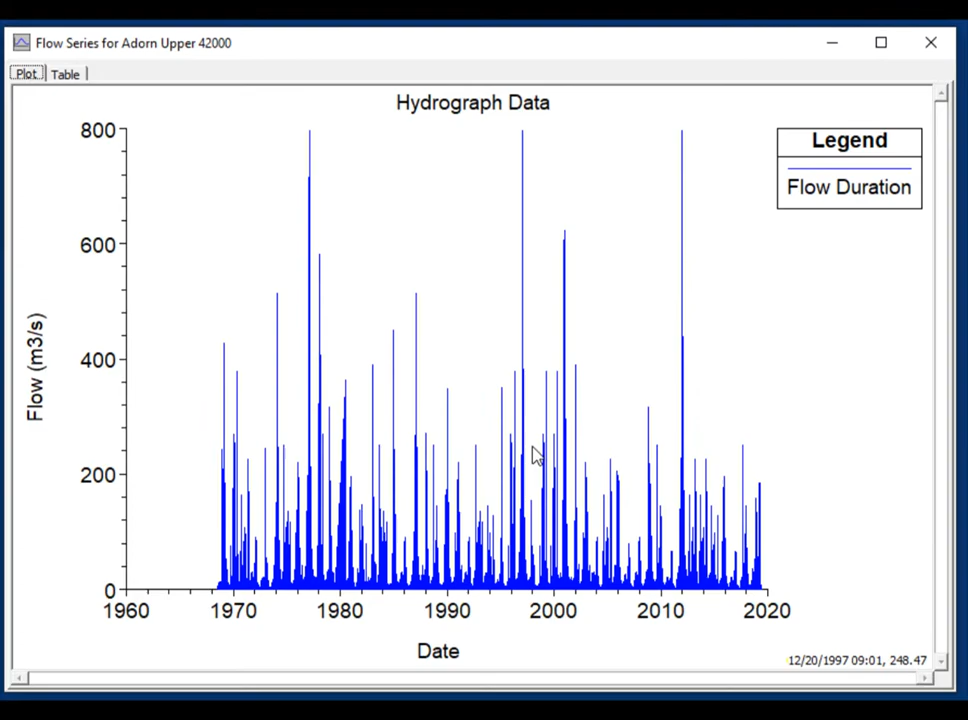 Flow Series for Adorn Upper 42000
Plot Table
Hydrograph Data
Legend
Flow Duration
800
600
400
200
0
Flow (m3/s)
1960 1970 1980 1990 2000 2010 2020
Date
12/20/1997 09:01, 248.47